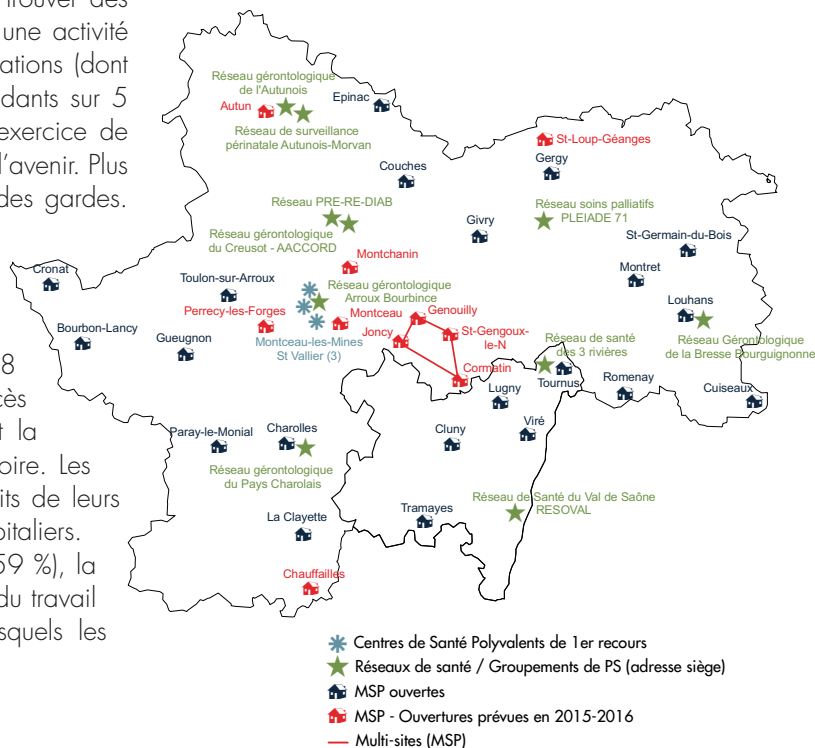 trouver des
une activité
ations (dont
dants sur 5
exercice de
l'avenir. Plus
des gardes.
8
cès
t la
oire. Les
its de leurs
pitaliers.
59 %), la
du travail
squels les
Réseau gérontologique
de l'Autunois
Autun
Epinac
Réseau de surveillance
périnatale Autunois-Morvan
St-Loup-Géanges
Couches
Gergy
Réseau PRE-RE-DIAB
Réseau soins palliatifs
PLEIADE 71
Givry
Réseau gérontologique
du Creusot - AACCORD
St-Germain-du-Bois
Montchanin
Cronat
Toulon-sur-Arroux
Montret
Réseau gérontologique
Arroux Bourbince
Louhans
Perrecy-les-Forges
Montceau
Genouilly
Bourbon-Lancy
Gueugnon
Joncy
St-Gengoux-
le-N
Montceau-les-Mines
St Vallier (3)
Réseau de santé
des 3 rivières
Réseau Gérontologique
de la Bresse Bourguignonne
Cormatin
Tournus
Romenay
Cuiseaux
Lugny
Paray-le-Monial
Charolles
Cluny
Viré
Réseau gérontologique
du Pays Charolais
La Clayette
Tramayes
Réseau de Santé du Val de Saône
RESOVAL
Chauffailles
Centres de Santé Polyvalents de 1er recours
Réseaux de santé / Groupements de PS (adresse siège)
MSP ouvertes
MSP - Ouvertures prévues en 2015-2016
Multi-sites (MSP)